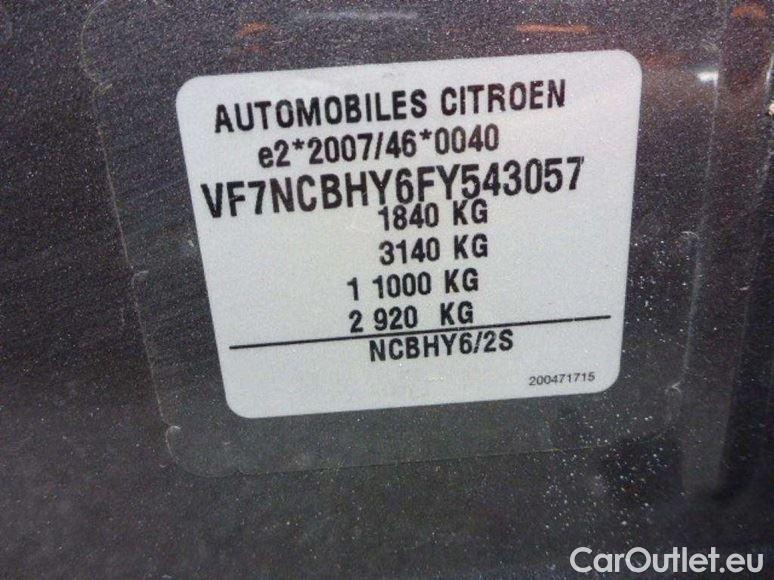 AUTOMOBILES CITROEN
e2*2007/46*0040
VF7NCBHY6FY543057
1840 KG
3140 KG
1 1000 KG
2 920 KG
NCBHY6/2S
200471715
CarOutlet.eu